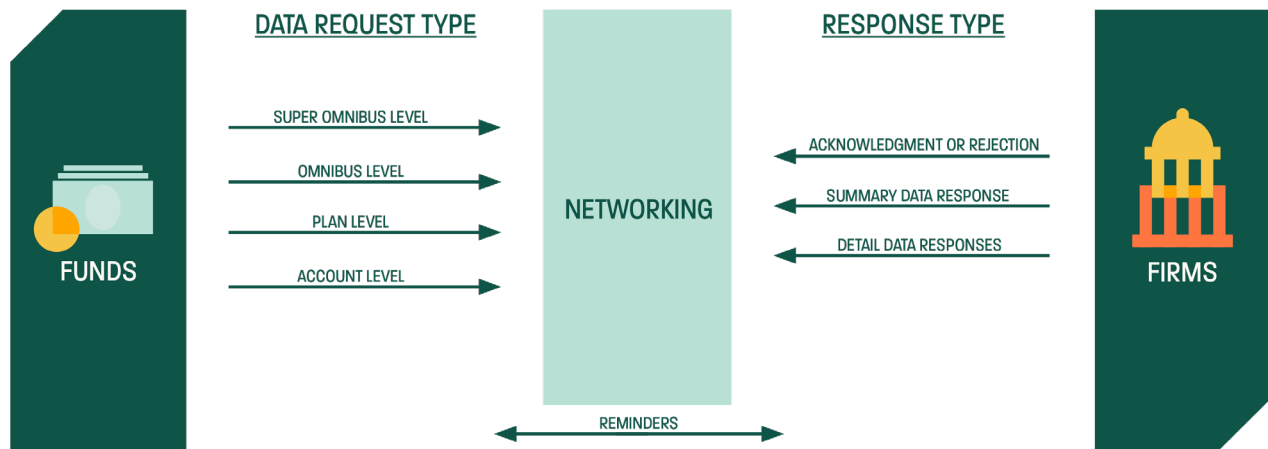 DATA REQUEST TYPE
RESPONSE TYPE
SUPER OMNIBUS LEVEL
OMNIBUS LEVEL
PLAN LEVEL
ACCOUNT LEVEL
FUNDS
NETWORKING
ACKNOWLEDGMENT OR REJECTION
SUMMARY DATA RESPONSE
DETAIL DATA RESPONSES
FIRMS
REMINDERS